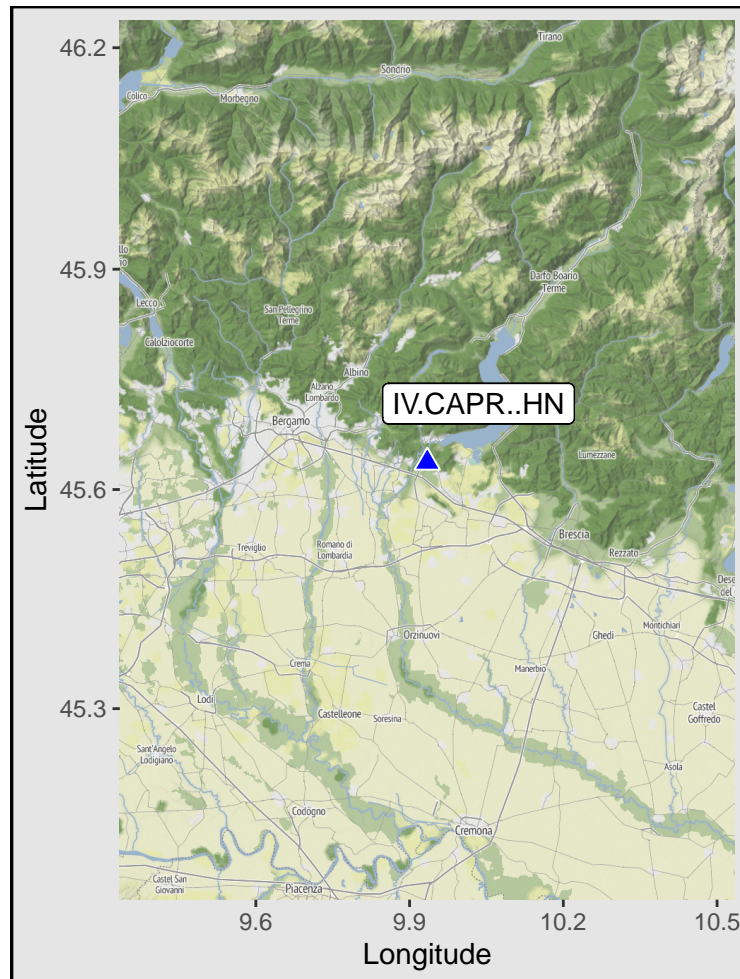 46.2
45.9
45.6
45.3
Latitude
Tirano
Sondrio
Colico
Morbegno
Lecco
Calolziocorte
San Pellegrino
Terme
Darfo Boario
Terme
Albino
Alzano
Lombardo
Bergamo
IV.CAPR..HN
Lumezzane
Brescia
Rezzato
Treviglio
Romano di
Lombardia
Dese
del
Montichiari
Orzinuovi
Ghedi
Crema
Manerbio
Lodi
Castelleone
Soresina
Castel
Goffredo
Sant'Angelo
Lodigiano
Asola
Codogno
Cremona
Castel San
Giovanni
Piacenza
9.6
9.9
10.2
10.5
Longitude